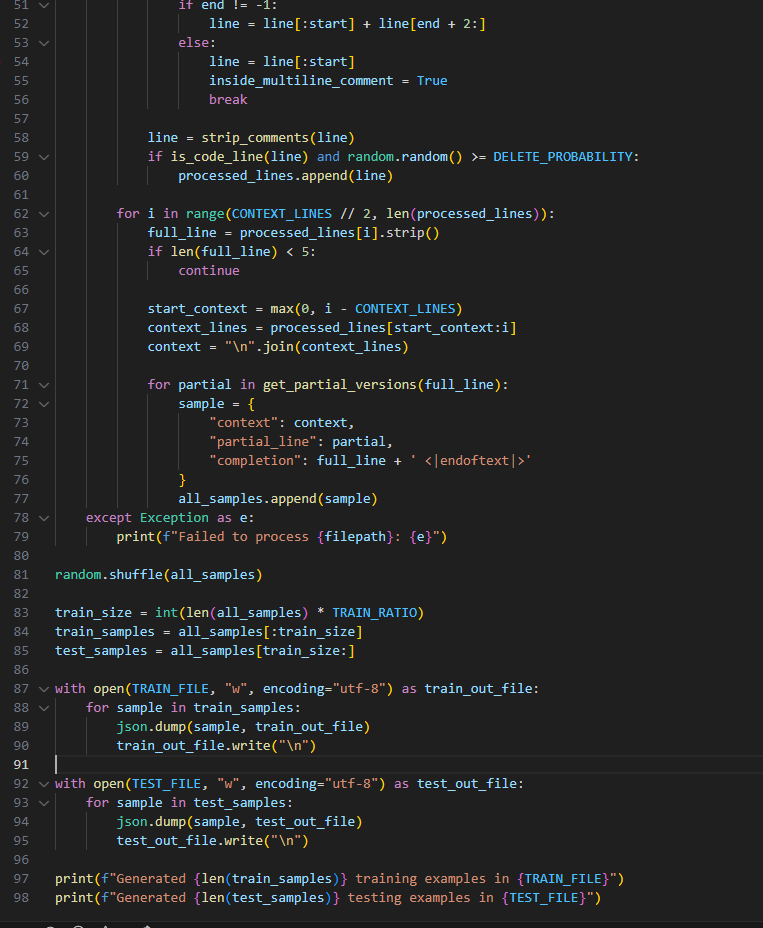 51 if end != -1:
52 line = line[:start] + line[end + 2:]
53 else:
54 line = line[:start]
55 inside_multiline_comment = True
56 break
57
58 line = strip_comments(line)
59 if is_code_line(line) and random.random() >= DELETE_PROBABILITY:
60 processed_lines.append(line)
61
62 for i in range(CONTEXT_LINES // 2, len(processed_lines)):
63 full_line = processed_lines[i].strip()
64 if len(full_line) < 5:
65 continue
66
67 start_context = max(0, i - CONTEXT_LINES)
68 context_lines = processed_lines[start_context:i]
69 context = "\n".join(context_lines)
70
71 for partial in get_partial_versions(full_line):
72 sample = {
73 "context": context,
74 "partial_line": partial,
75 "completion": full_line + ' <|endoftext|>'
76 }
77 all_samples.append(sample)
78 except Exception as e:
79 print(f"Failed to process {filepath}: {e}")
80
81 random.shuffle(all_samples)
82
83 train_size = int(len(all_samples) * TRAIN_RATIO)
84 train_samples = all_samples[:train_size]
85 test_samples = all_samples[train_size:]
86
87 with open(TRAIN_FILE, "w", encoding="utf-8") as train_out_file:
88 for sample in train_samples:
89 json.dump(sample, train_out_file)
90 train_out_file.write("\n")
91
92 with open(TEST_FILE, "w", encoding="utf-8") as test_out_file:
93 for sample in test_samples:
94 json.dump(sample, test_out_file)
95 test_out_file.write("\n")
96
97 print(f"Generated {len(train_samples)} training examples in {TRAIN_FILE}")
98 print(f"Generated {len(test_samples)} testing examples in {TEST_FILE}")